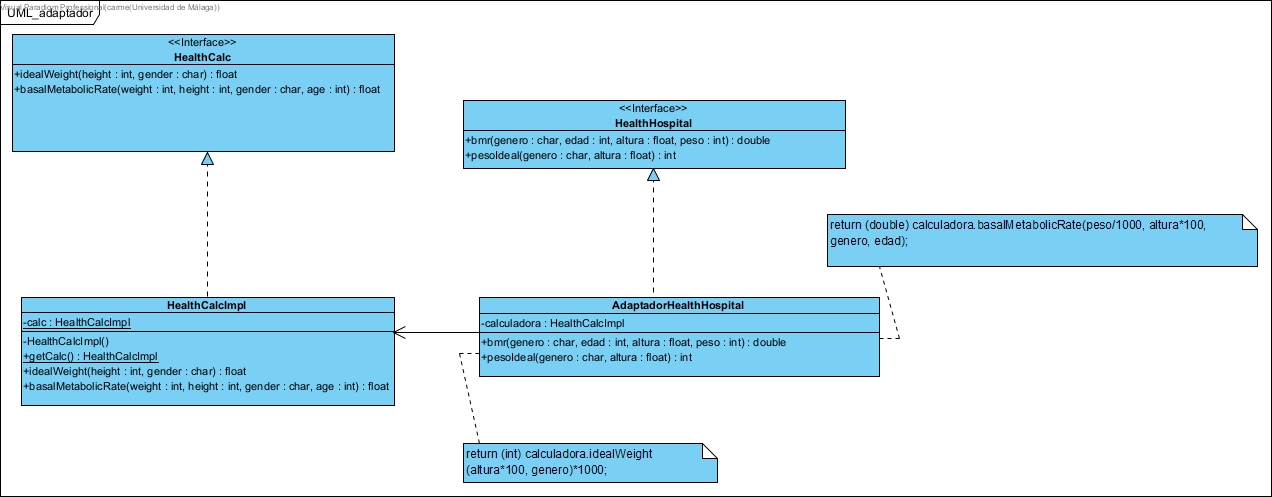 Visual Paradigm Professional(carme(Universidad de Málaga))
UML_adaptador
<<Interface>>
HealthCalc
+idealWeight(height : int, gender : char) : float
+basalMetabolicRate(weight : int, height : int, gender : char, age : int) : float
<<Interface>>
HealthHospital
+bmr(genero : char, edad : int, altura : float, peso : int) : double
+pesoIdeal(genero : char, altura : float) : int
return (double) calculadora.basalMetabolicRate(peso/1000, altura*100,
genero, edad);
HealthCalcImpl
-calc : HealthCalcImpl
-HealthCalcImpl()
+getCalc() : HealthCalcImpl
+idealWeight(height : int, gender : char) : float
+basalMetabolicRate(weight : int, height : int, gender : char, age : int) : float
AdaptadorHealthHospital
-calculadora : HealthCalcImpl
+bmr(genero : char, edad : int, altura : float, peso : int) : double
+pesoIdeal(genero : char, altura : float) : int
return (int) calculadora.idealWeight
(altura*100, genero)*1000;